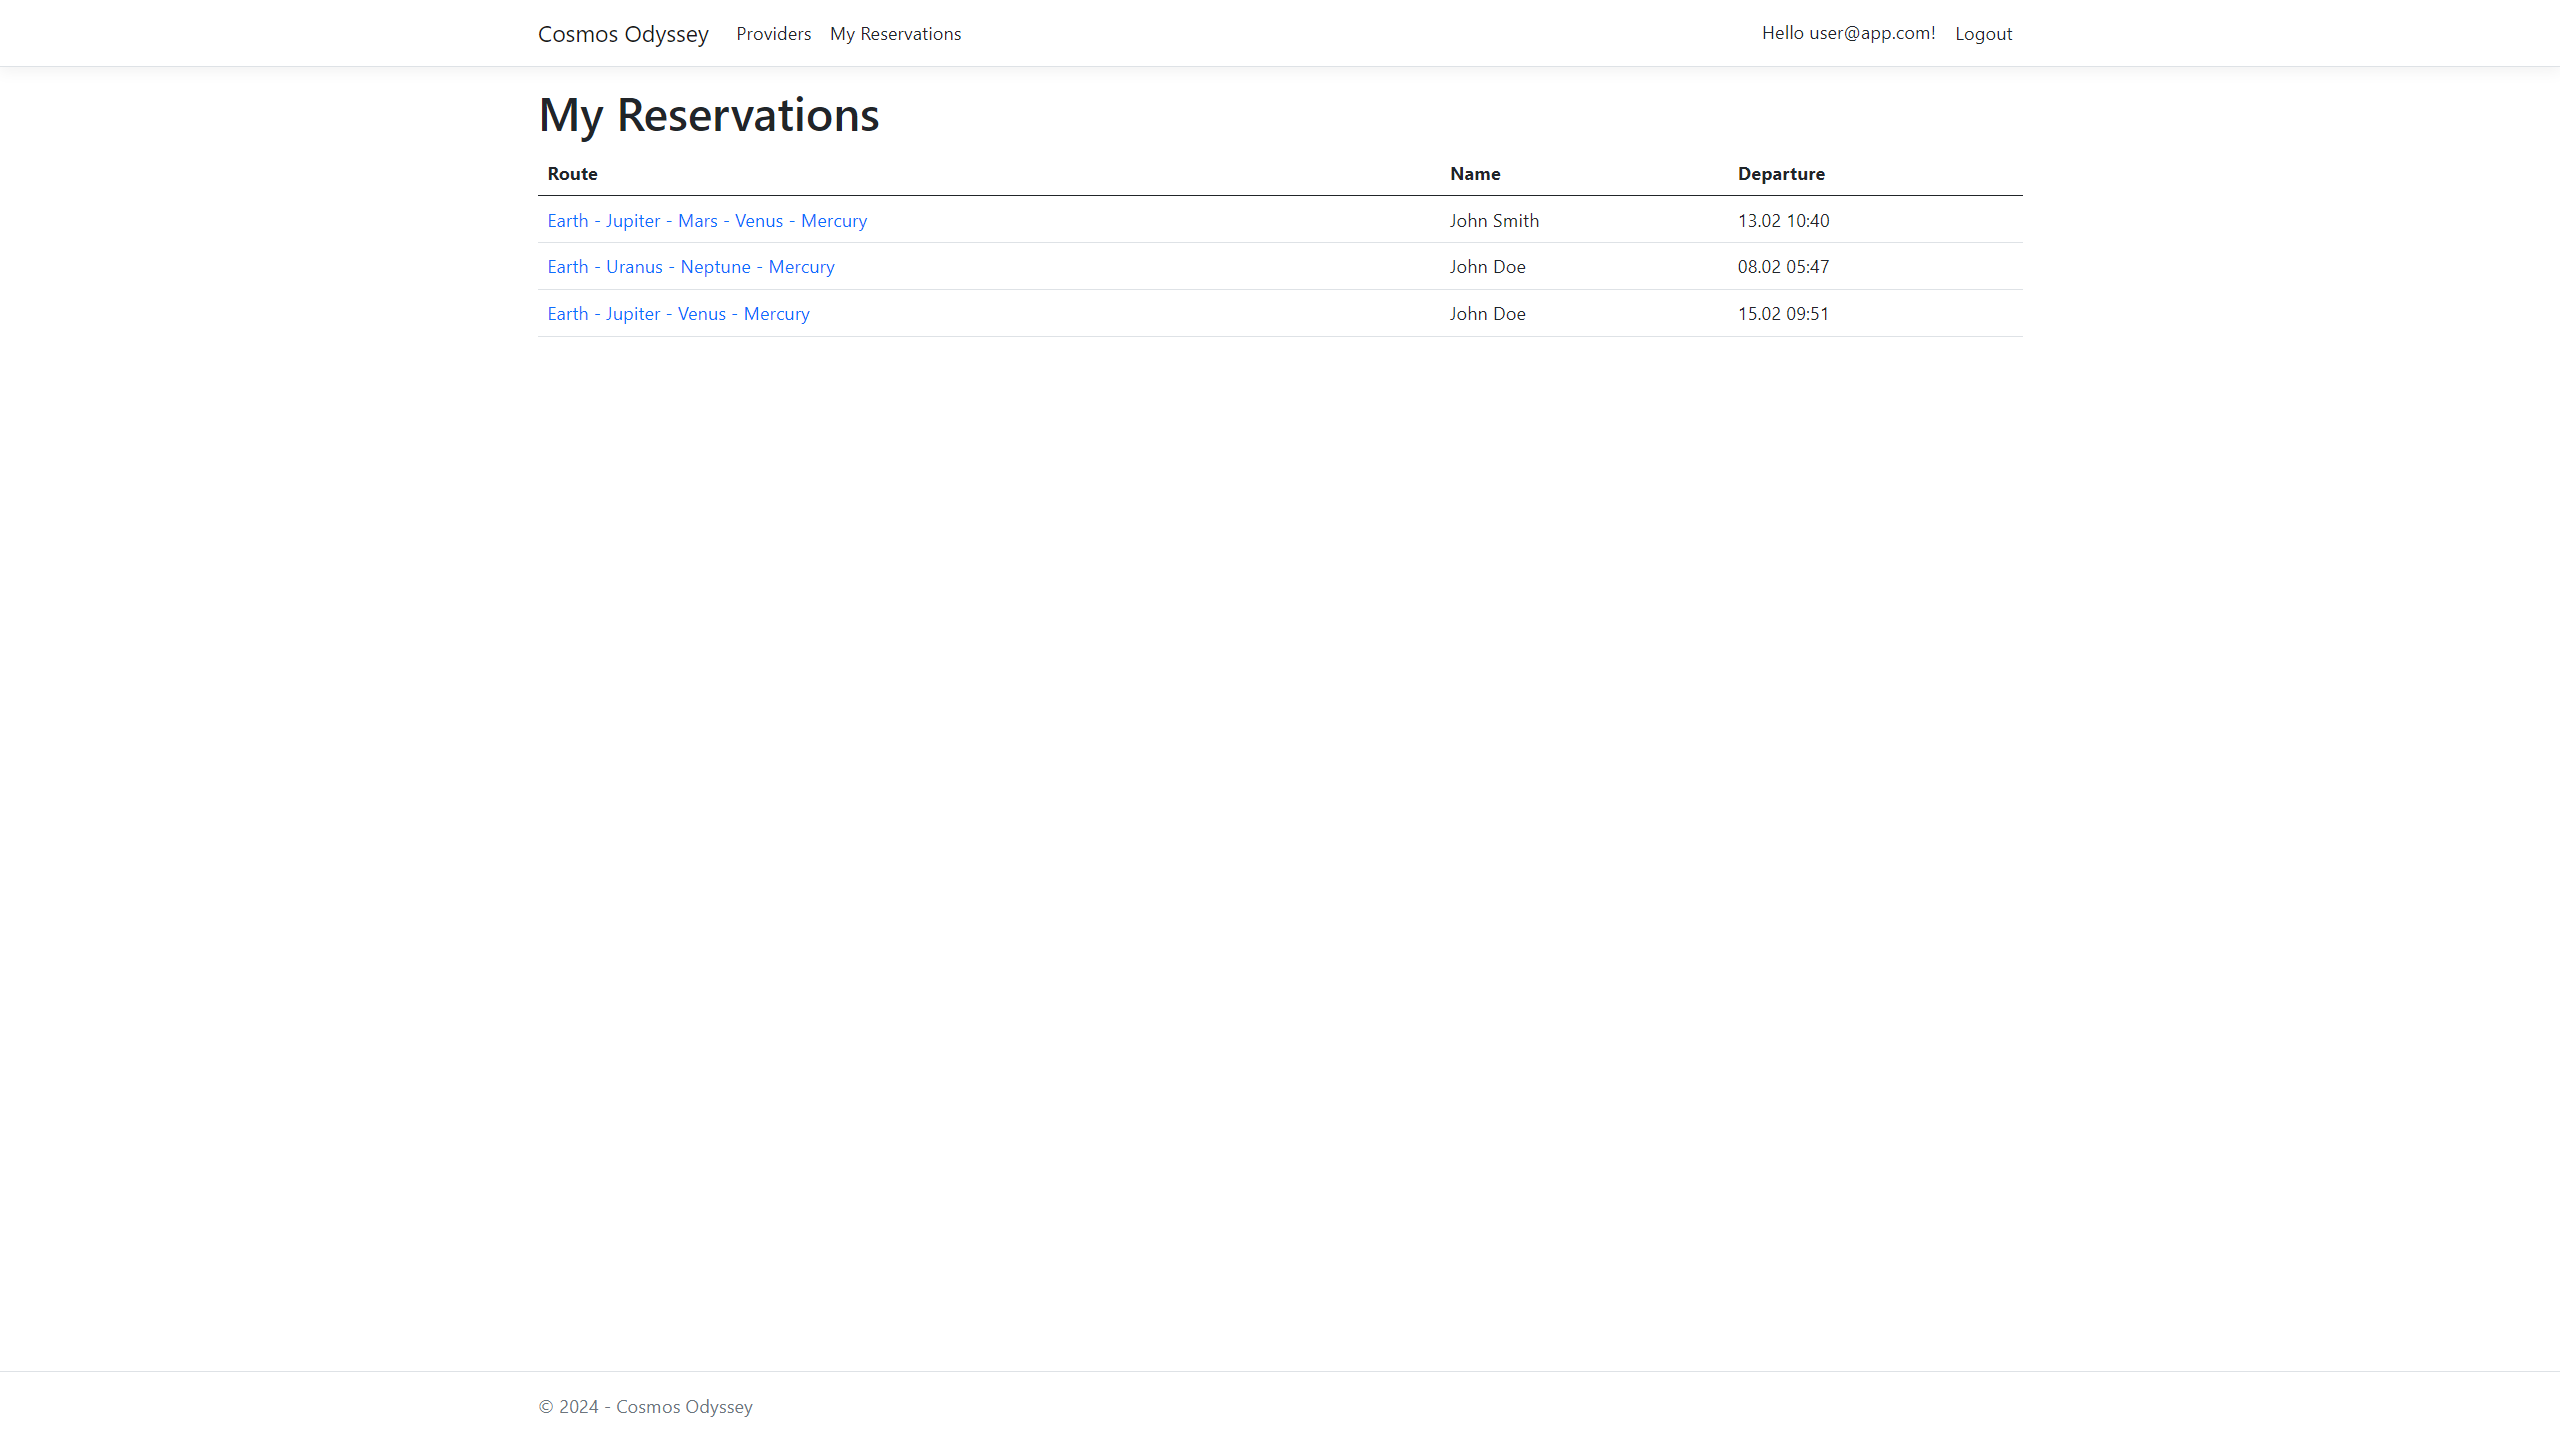 Cosmos Odyssey Providers My Reservations Hello user@app.com! Logout
My Reservations
Route Name Departure
Earth - Jupiter - Mars - Venus - Mercury John Smith 13.02 10:40
Earth - Uranus - Neptune - Mercury John Doe 08.02 05:47
Earth - Jupiter - Venus - Mercury John Doe 15.02 09:51
© 2024 - Cosmos Odyssey